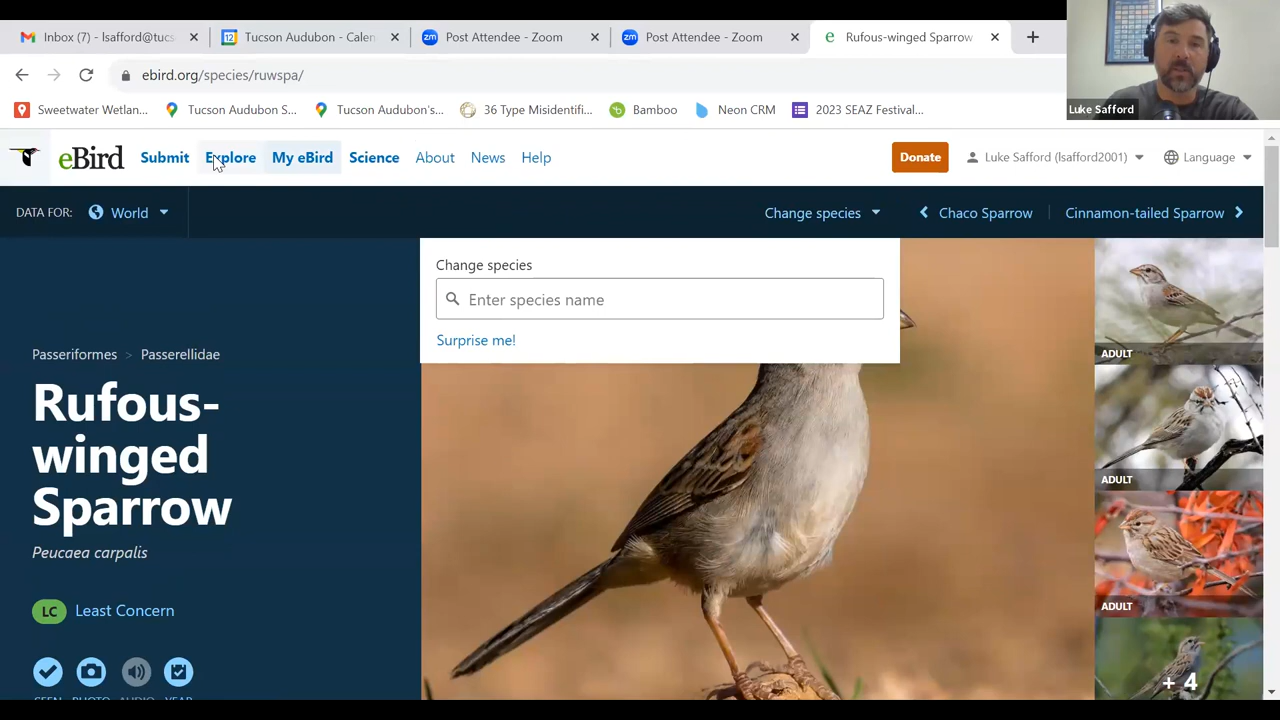 Inbox (7) - lsafford@tucs
Tucson Audubon - Calen
Post Attendee - Zoom
Post Attendee - Zoom
Rufous-winged Sparrow
ebird.org/species/ruwspa/
Sweetwater Wetlan...
Tucson Audubon S...
Tucson Audubon's...
36 Type Misidentifi...
Bamboo
Neon CRM
2023 SEAZ Festival...
Luke Safford
eBird
Submit
Explore
My eBird
Science
About
News
Help
Donate
Luke Safford (lsafford2001)
Language
DATA FOR:
World
Change species
Chaco Sparrow
Cinnamon-tailed Sparrow
Change species
Enter species name
Surprise me!
Passeriformes > Passerellidae
Rufous-
winged
Sparrow
Peucaea carpalis
LC Least Concern
SEEN
PHOTO
AUDIO
YEAR
ADULT
ADULT
ADULT
+ 4